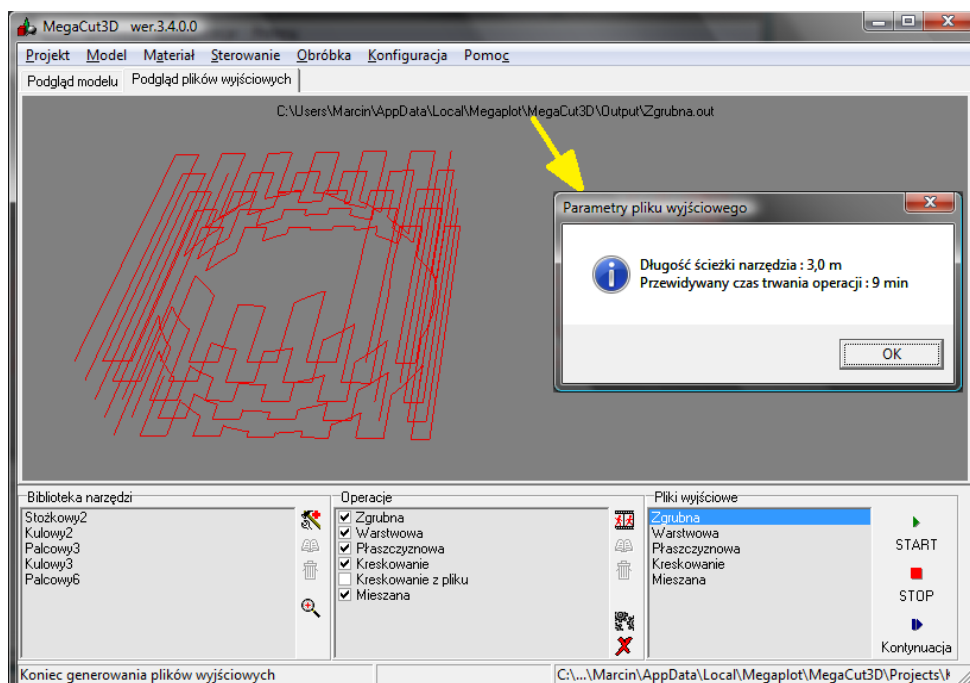 MegaCut3D wer.3.4.0.0
Projekt Model Materiał Sterowanie Obróbka Konfiguracja Pomoc
Podgląd modelu Podgląd plików wyjściowych
C:\Users\Marcin\AppData\Local\Megaplot\MegaCut3D\Output\Zgrubna.out
Parametry pliku wyjściowego
Długość ścieżki narzędzia : 3,0 m
Przewidywany czas trwania operacji : 9 min
OK
Biblioteka narzędzi
Stożkowy2
Kulowy2
Palcowy3
Kulowy3
Palcowy6
Operacje
Zgrubna
Warstwowa
Płaszczyznowa
Kreskowanie
Kreskowanie z pliku
Mieszana
Pliki wyjściowe
Zgrubna
Warstwowa
Płaszczyznowa
Kreskowanie
Mieszana
START
STOP
Kontynuacja
Koniec generowania plików wyjściowych
C:\...\Marcin\AppData\Local\Megaplot\MegaCut3D\Projects\